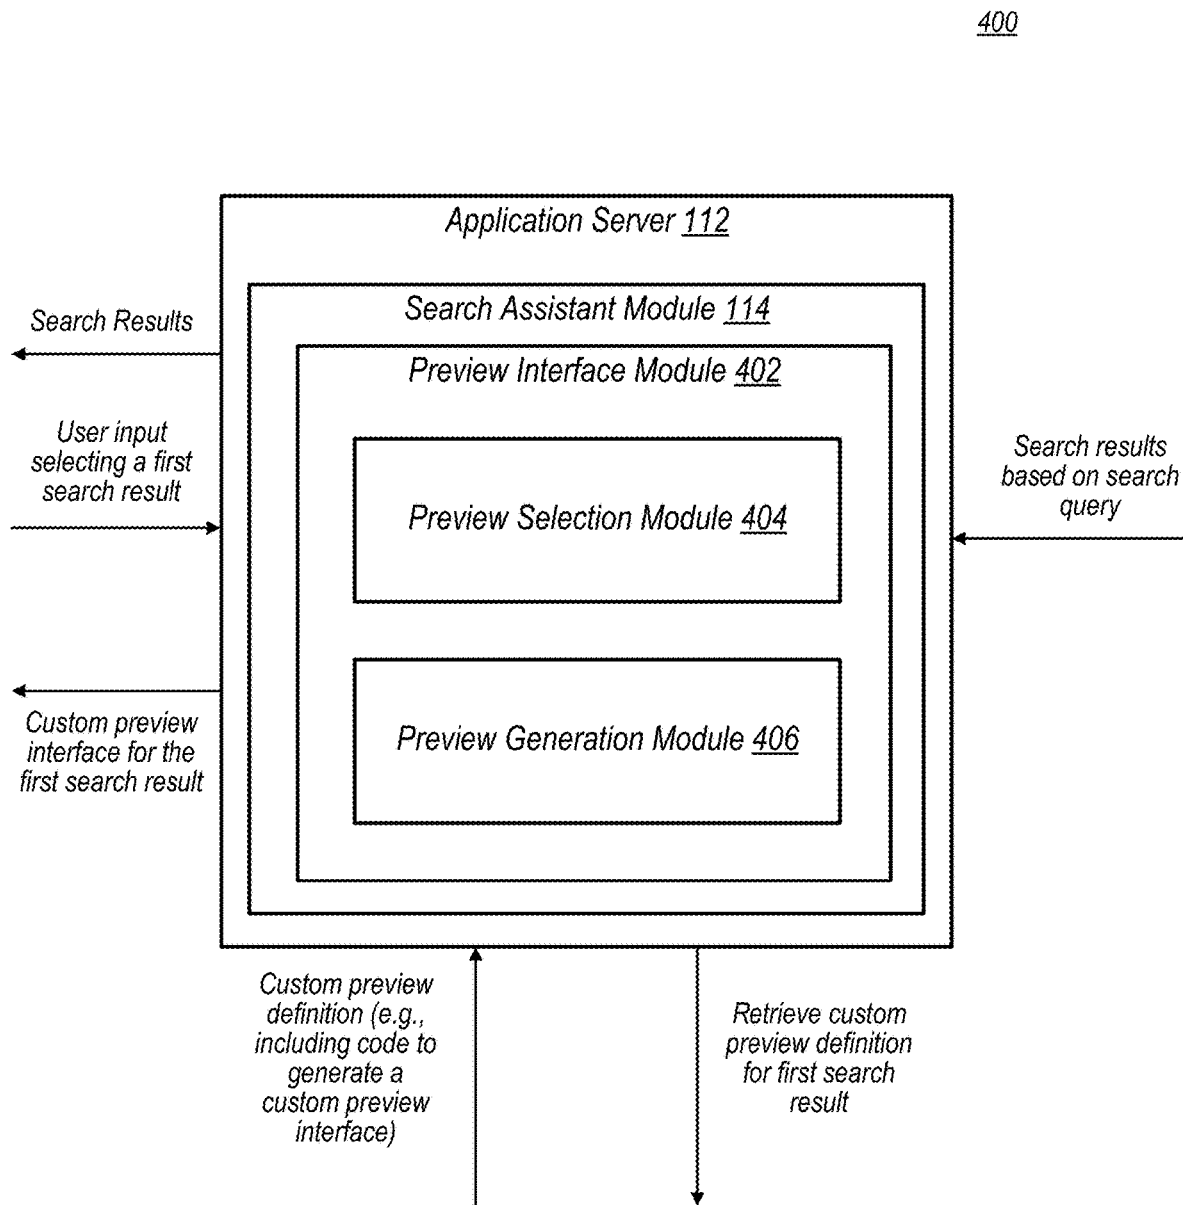 400
Application Server 112
Search Assistant Module 114
Preview Interface Module 402
Preview Selection Module 404
Preview Generation Module 406
Search Results
User input
selecting a first
search result
Custom preview
interface for the
first search result
Search results
based on search
query
Custom preview
definition (e.g.,
including code to
generate a
custom preview
interface)
Retrieve custom
preview definition
for first search
result